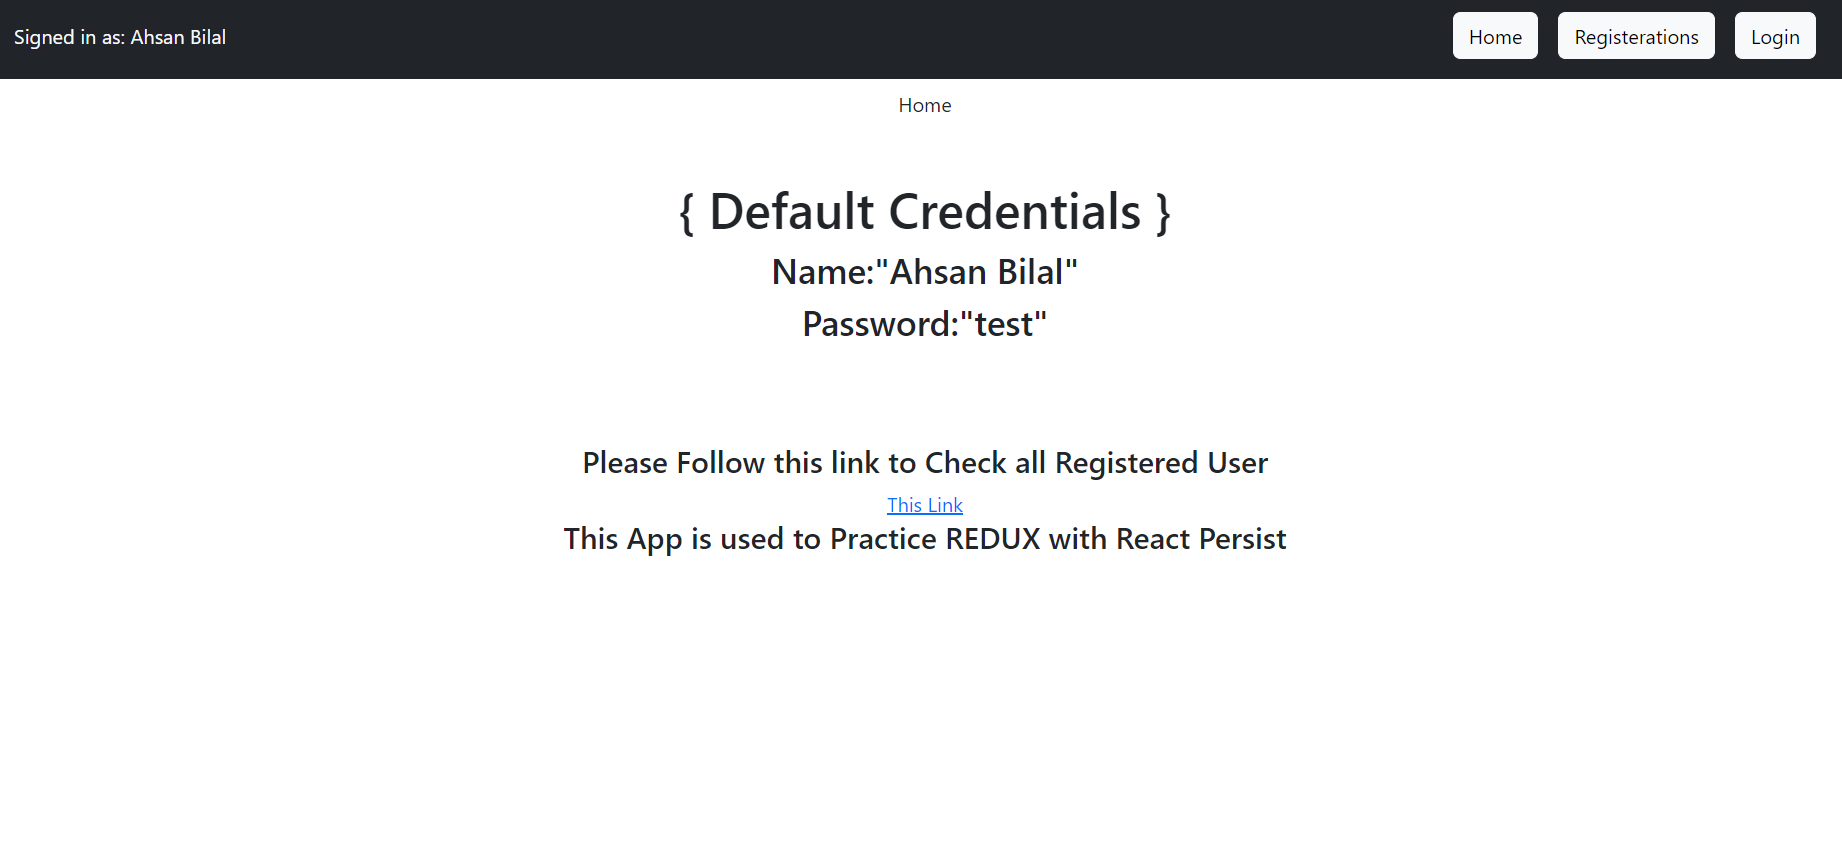 Signed in as: Ahsan Bilal
Home
Registerations
Login
Home
{ Default Credentials }
Name:"Ahsan Bilal"
Password:"test"
Please Follow this link to Check all Registered User
This Link
This App is used to Practice REDUX with React Persist